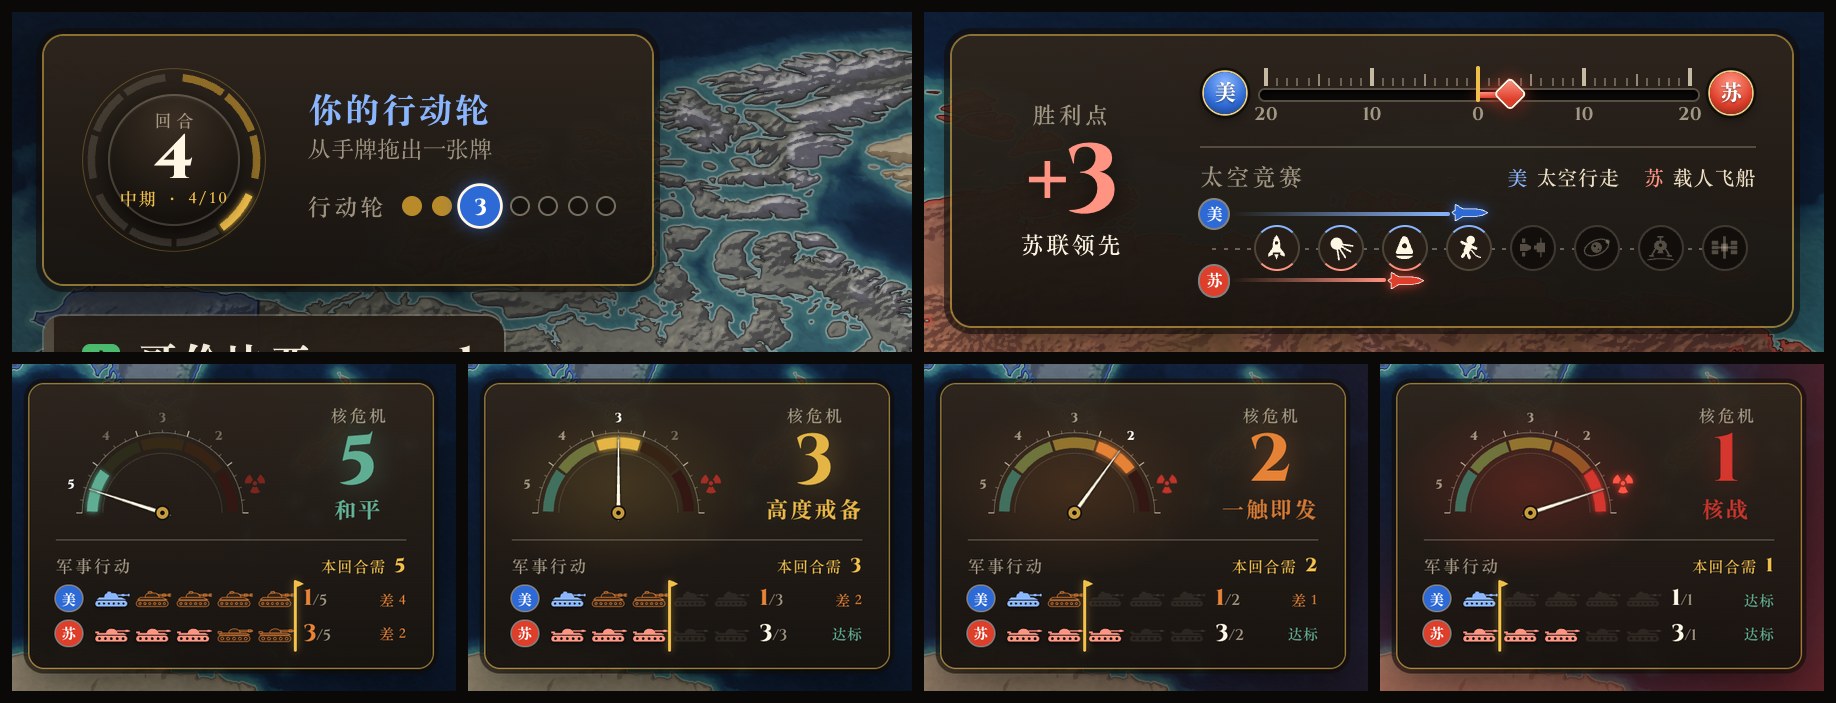 回合
4
中期 · 4/10
你的行动轮
从手牌拖出一张牌
行动轮 3
胜利点
+3
苏联领先
美 苏
20 10 0 10 20
太空竞赛 美 太空行走 苏 载人飞船
美
苏
5 4 3 2
核危机
5
和平
军事行动 本回合需 5
美 1/5 差 4
苏 3/5 差 2
5 4 3 2
核危机
3
高度戒备
军事行动 本回合需 3
美 1/3 差 2
苏 3/3 达标
5 4 3 2
核危机
2
一触即发
军事行动 本回合需 2
美 1/2 差 1
苏 3/2 达标
5 4 3 2
核危机
1
核战
军事行动 本回合需 1
美 1/1 达标
苏 3/1 达标